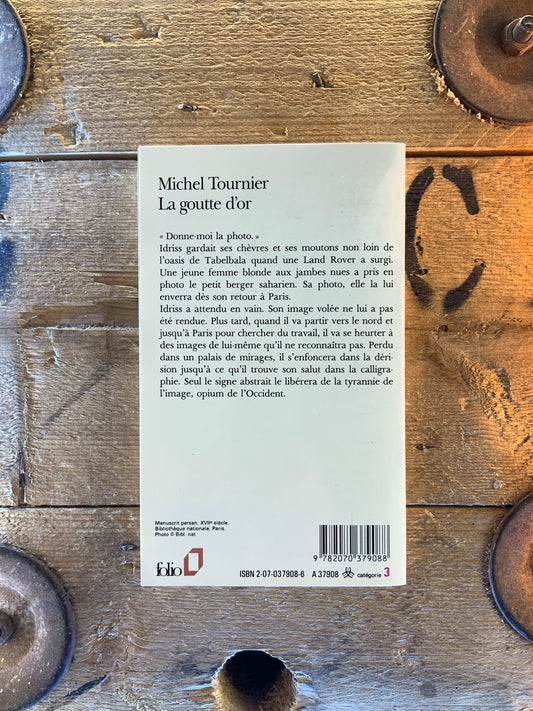 Michel Tournier
La goutte d'or
« Donne-moi la photo. »
Idriss gardait ses chèvres et ses moutons non loin de
l'oasis de Tabelbala quand une Land Rover a surgi.
Une jeune femme blonde aux jambes nues a pris en
photo le petit berger saharien. Sa photo, elle la lui
enverra dès son retour à Paris.
Idriss a attendu en vain. Son image volée ne lui a pas
été rendue. Plus tard, quand il va partir vers le nord et
jusqu'à Paris pour chercher du travail, il va se heurter
à des images de lui-même qu'il ne reconnaîtra pas. Perdu
dans un palais de mirages, il s'enfoncera dans la déri-
sion jusqu'à ce qu'il trouve son salut dans la calligra-
phie. Seul le signe abstrait le libérera de la tyrannie de
l'image, opium de l'Occident.
Manuscrit persan, XVIIᵉ siècle.
Bibliothèque nationale, Paris.
Photo © Bibl nat
9 782070 379088
folio
ISBN 2-07-037908-6 A 37908 catégorie 3